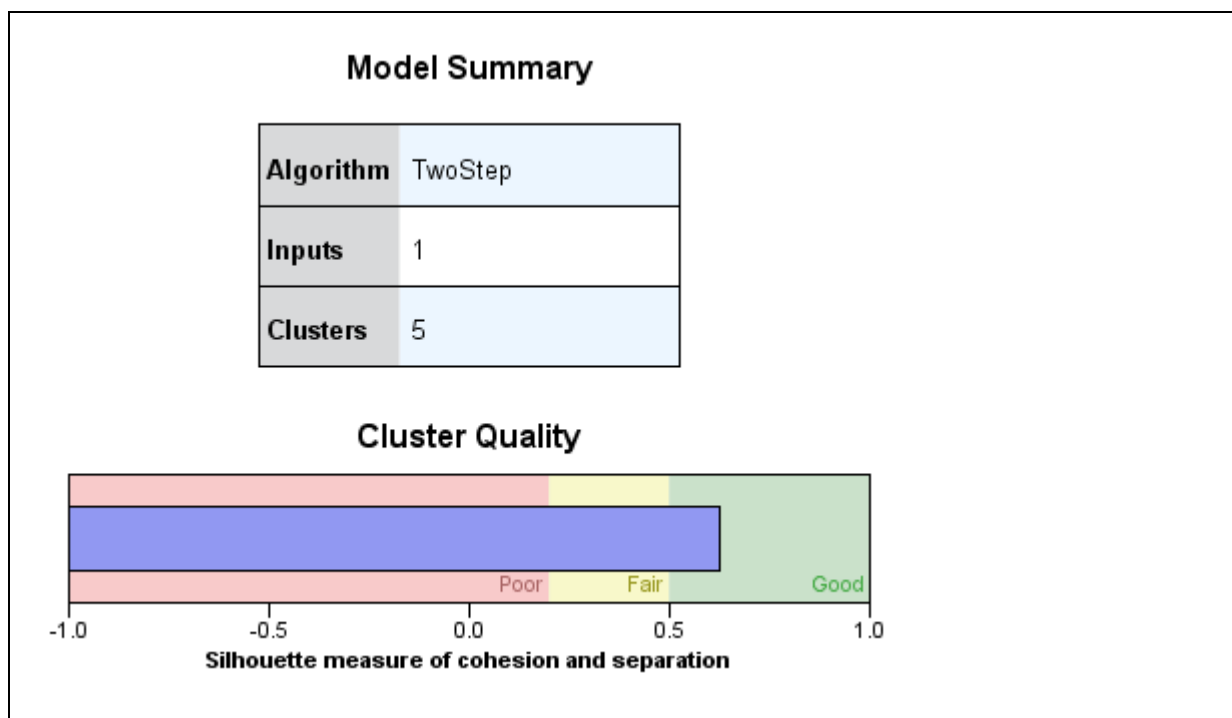 Model Summary
Algorithm TwoStep
Inputs 1
Clusters 5
Cluster Quality
Poor Fair Good
-1.0 -0.5 0.0 0.5 1.0
Silhouette measure of cohesion and separation